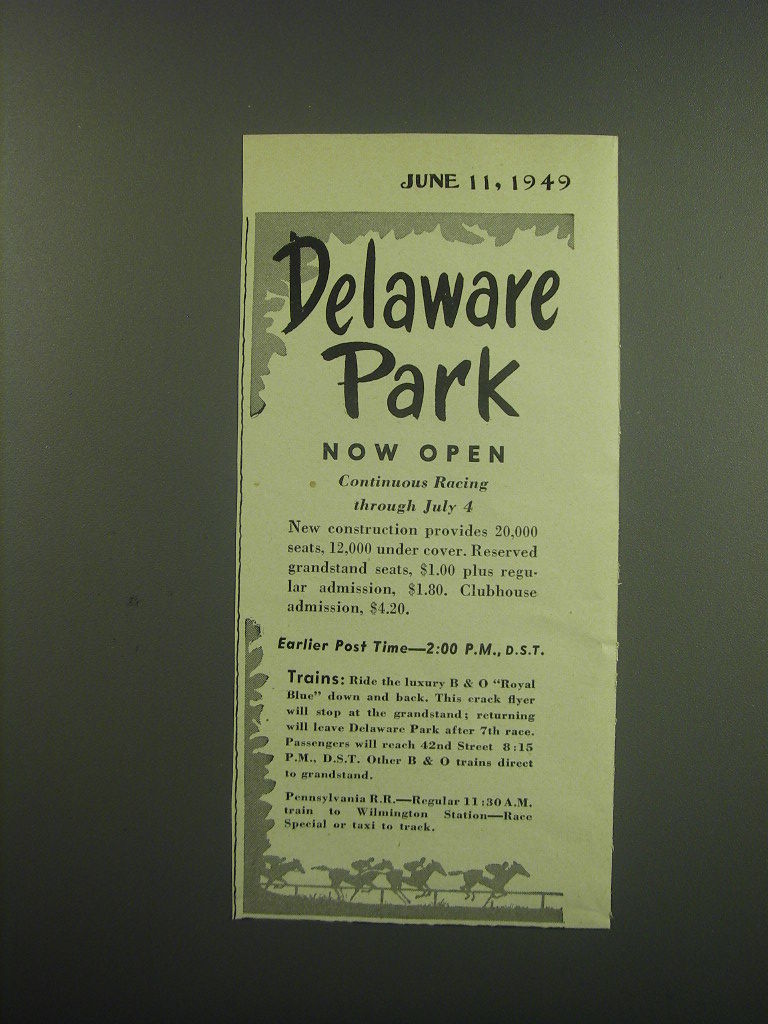 JUNE 11, 1949
Delaware
Park
NOW OPEN
Continuous Racing
through July 4
New construction provides 20,000
seats, 12,000 under cover. Reserved
grandstand seats, $1.00 plus regu-
lar admission, $1.80. Clubhouse
admission, $4.20.
Earlier Post Time—2:00 P.M., D.S.T.
Trains: Ride the luxury B & O "Royal
Blue" down and back. This crack flyer
will stop at the grandstand; returning
will leave Delaware Park after 7th race.
Passengers will reach 42nd Street 8:15
P.M., D.S.T. Other B & O trains direct
to grandstand.
Pennsylvania R.R.—Regular 11:30 A.M.
train to Wilmington Station—Race
Special or taxi to track.